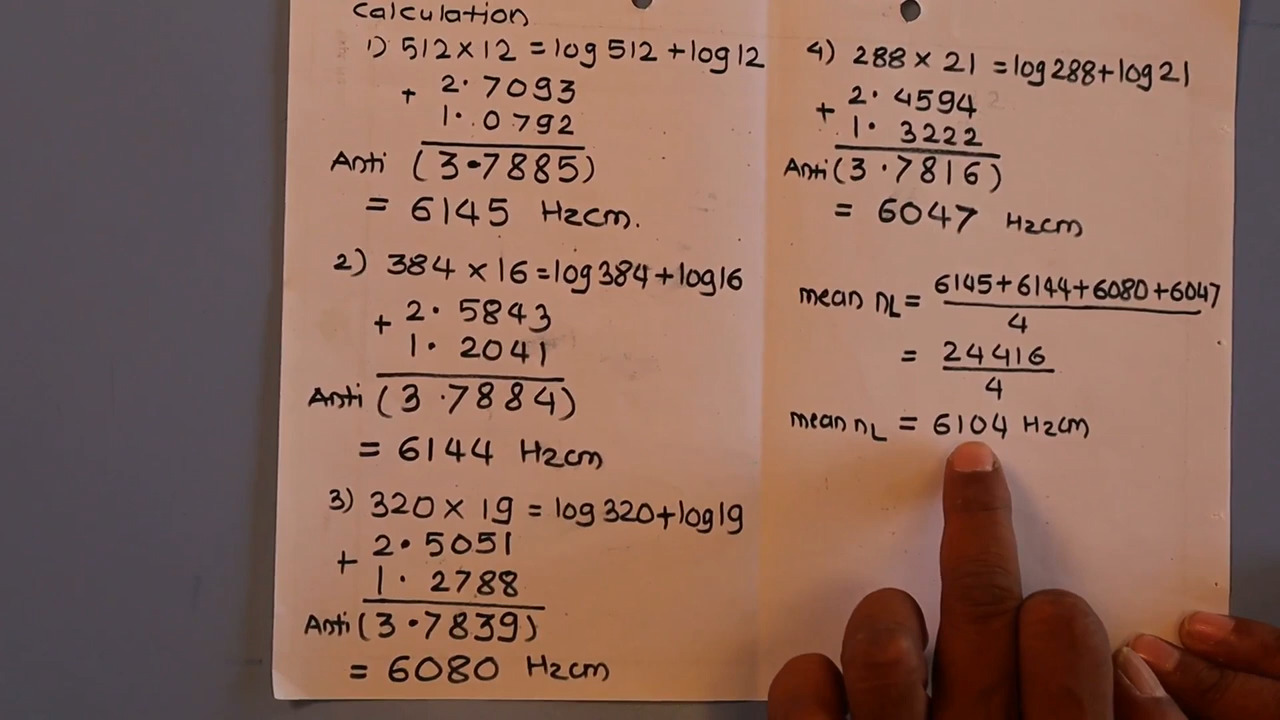 Calculation
1) 512 × 12 = log 512 + log 12
+ 2.7093
1.0792
Anti (3.7885)
= 6145 Hzcm.
2) 384 × 16 = log 384 + log 16
+ 2.5843
1.2041
Anti (3.7884)
= 6144 Hzcm
3) 320 × 19 = log 320 + log 19
+ 2.5051
1.2788
Anti (3.7839)
= 6080 Hzcm
4) 288 × 21 = log 288 + log 21
+ 2.4594
1.3222
Anti (3.7816)
= 6047 Hzcm
mean nL = 6145+6144+6080+6047
4
= 24416
4
mean nL = 6104 Hzcm